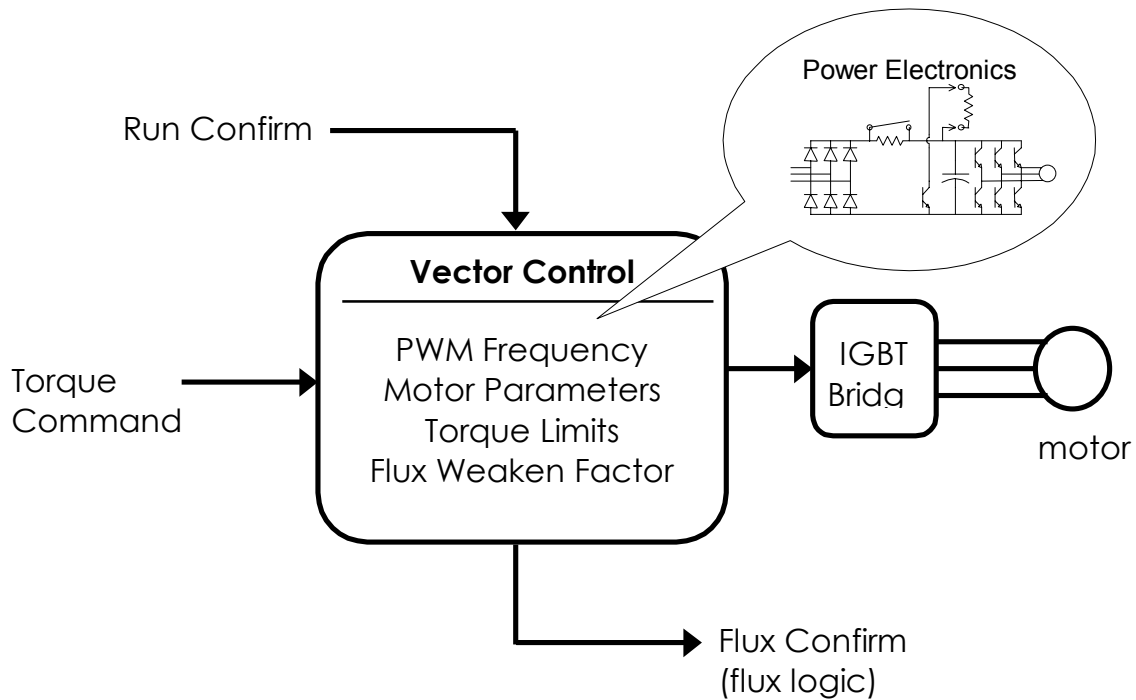 Power Electronics
Run Confirm
Vector Control
PWM Frequency
Motor Parameters
Torque Limits
Flux Weaken Factor
Torque
Command
IGBT
Bridg
motor
Flux Confirm
(flux logic)